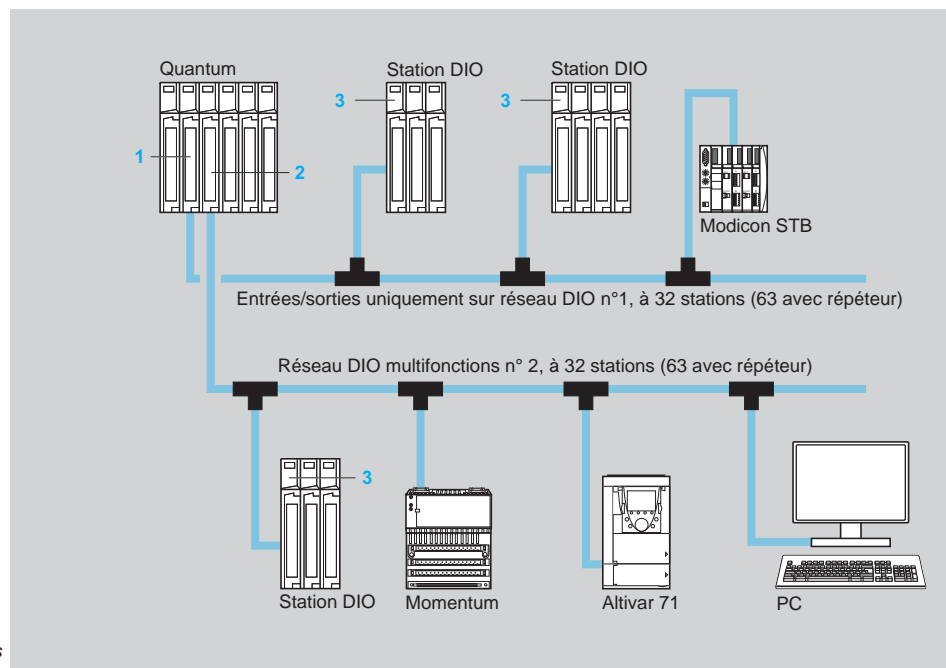 Quantum
Station DIO
Station DIO
3
3
1
2
Modicon STB
Entrées/sorties uniquement sur réseau DIO n°1, à 32 stations (63 avec répéteur)
Réseau DIO multifonctions n° 2, à 32 stations (63 avec répéteur)
3
Station DIO
Momentum
Altivar 71
PC
s